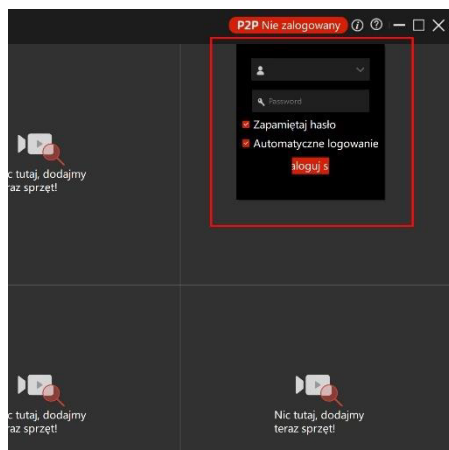 P2P Nie zalogowany
Password
Zapamiętaj hasło
Automatyczne logowanie
aloguj s
c tutaj, dodajmy
raz sprzęt!
c tutaj, dodajmy
raz sprzęt!
Nic tutaj, dodajmy
teraz sprzęt!